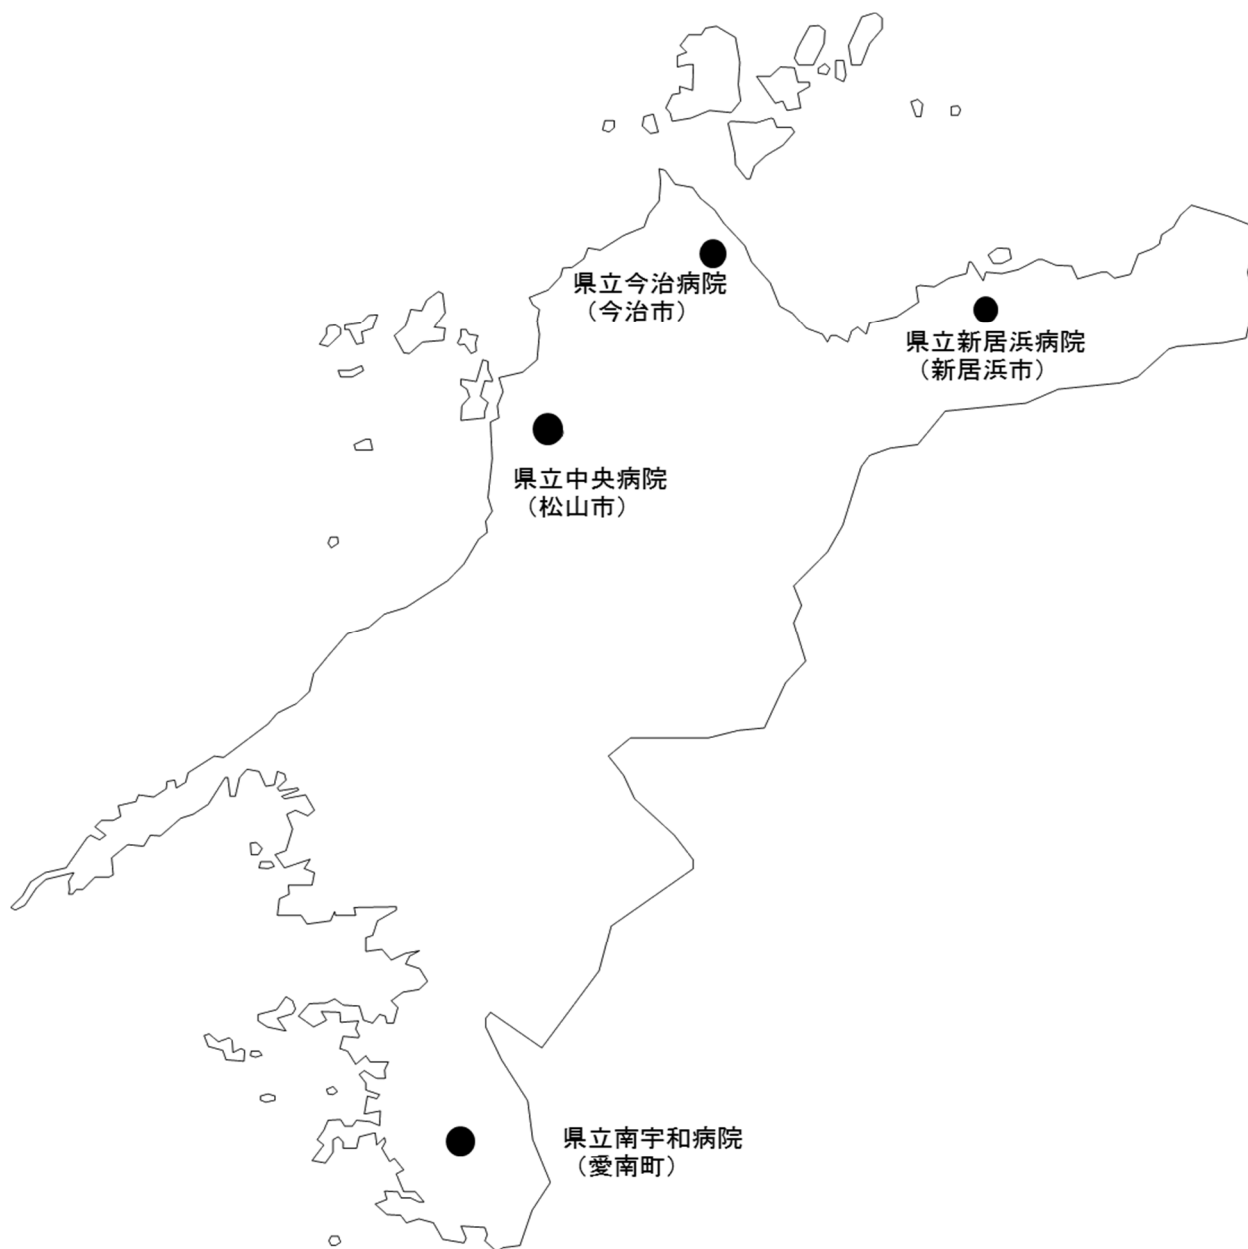 県立今治病院
（今治市）
県立新居浜病院
（新居浜市）
県立中央病院
（松山市）
県立南宇和病院
（愛南町）